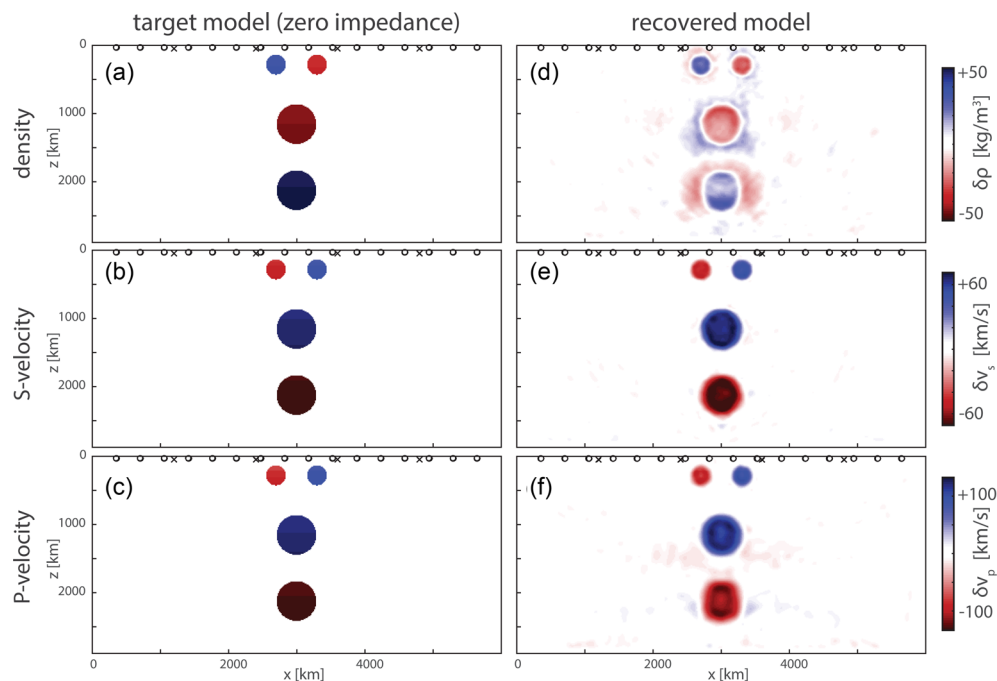 target model (zero impedance)
recovered model
density
z [km]
0
1000
2000
(a)
(d)
+50
-50
δρ [kg/m³]
S-velocity
z [km]
0
1000
2000
(b)
(e)
+60
-60
δvₛ [km/s]
P-velocity
z [km]
0
1000
2000
(c)
(f)
+100
-100
δvₚ [km/s]
0
2000
4000
x [km]
0
2000
4000
x [km]